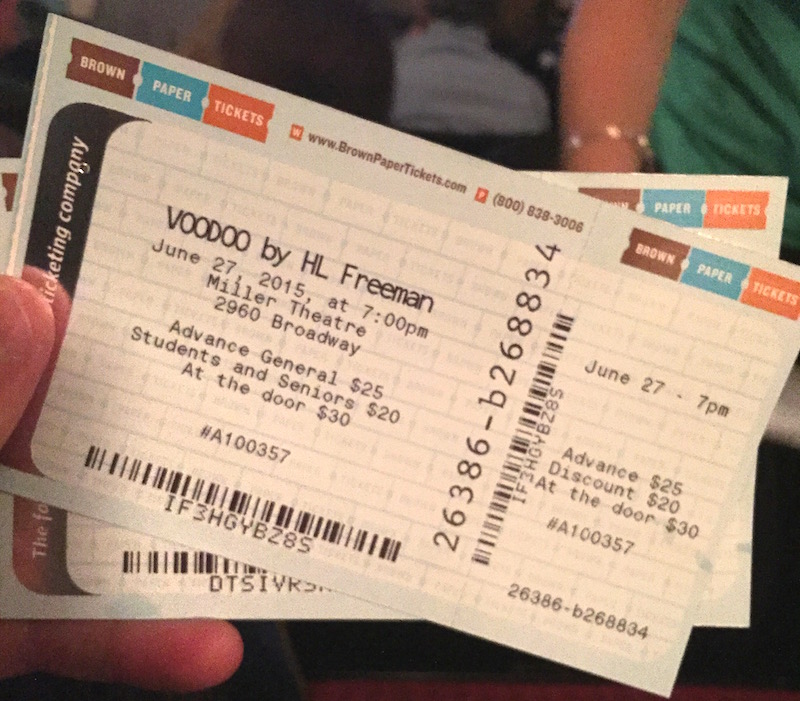 BROWN PAPER TICKETS
W www.BrownPaperTickets.com P (800) 838-3006
ticketing company
VOODOO by HL Freeman
June 27, 2015, at 7:00pm
Miller Theatre
2960 Broadway
Advance General $25
Students and Seniors $20
At the door $30
#A100357
IF3HGYBZ8S
26386-b268834
IF3HGYBZ8S
BROWN PAPER TICKETS
June 27 - 7pm
Advance $25
Discount $20
At the door $30
#A100357
26386-b268834
PAPER TICKETS
The fo